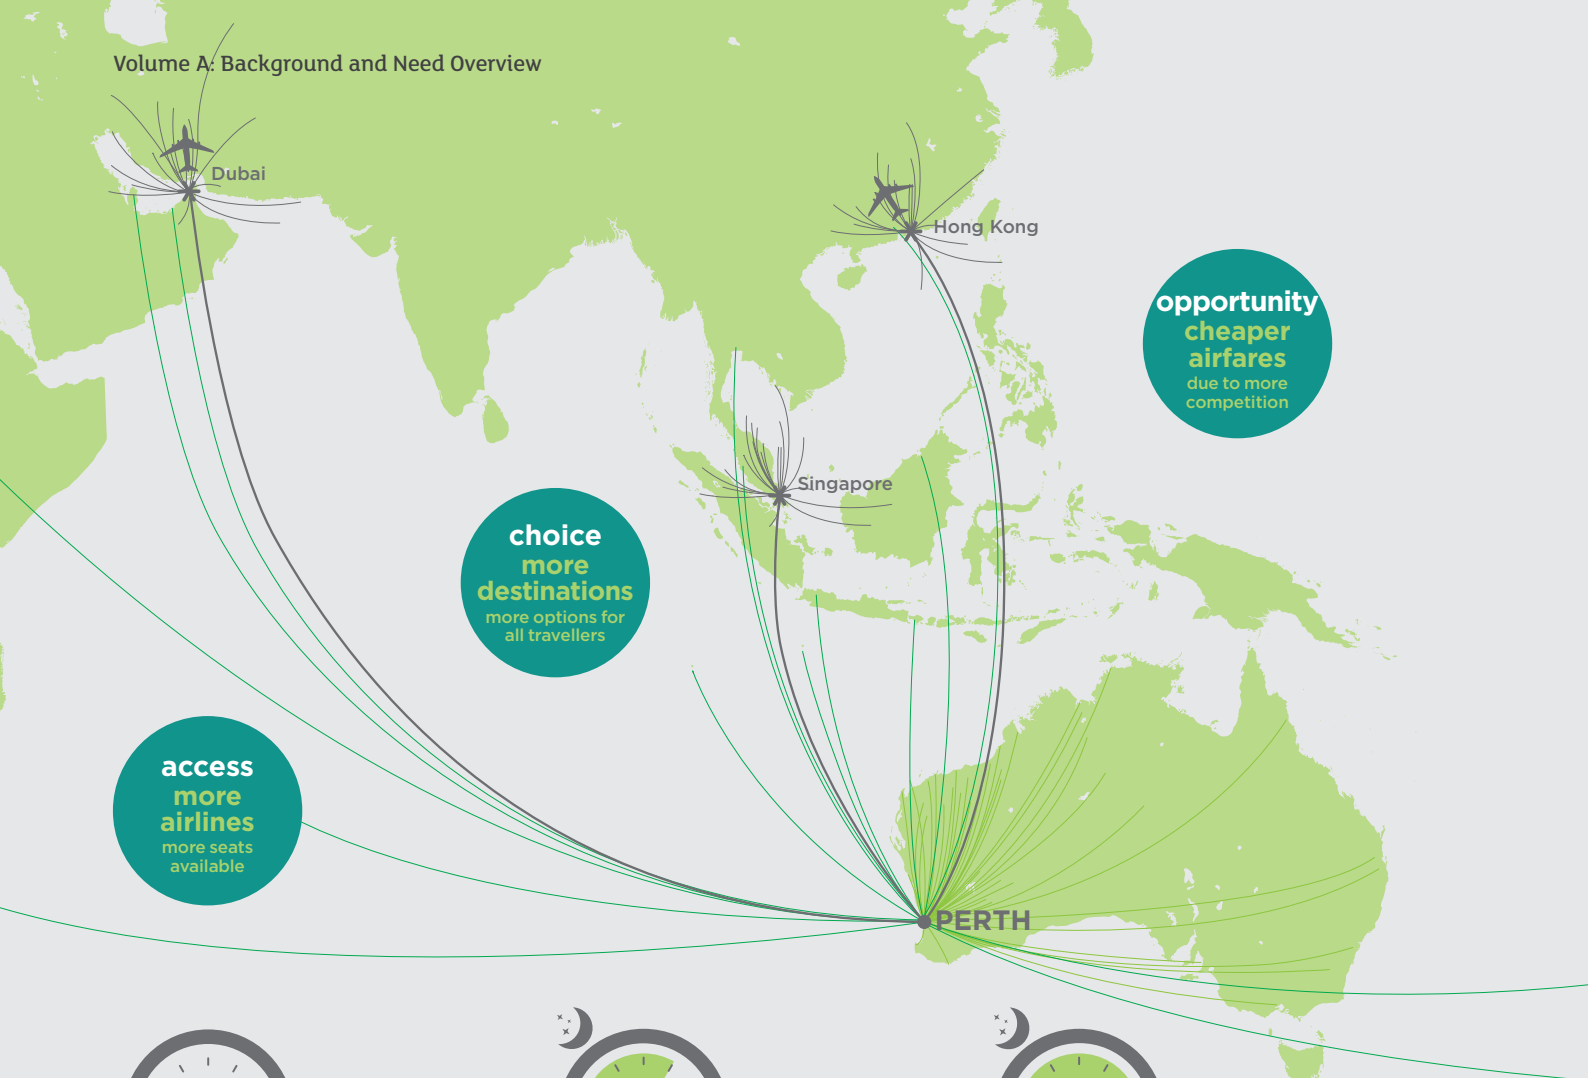 Volume A: Background and Need Overview
Dubai
Hong Kong
opportunity
cheaper
airfares
due to more
competition
Singapore
choice
more
destinations
more options for
all travellers
access
more
airlines
more seats
available
PERTH